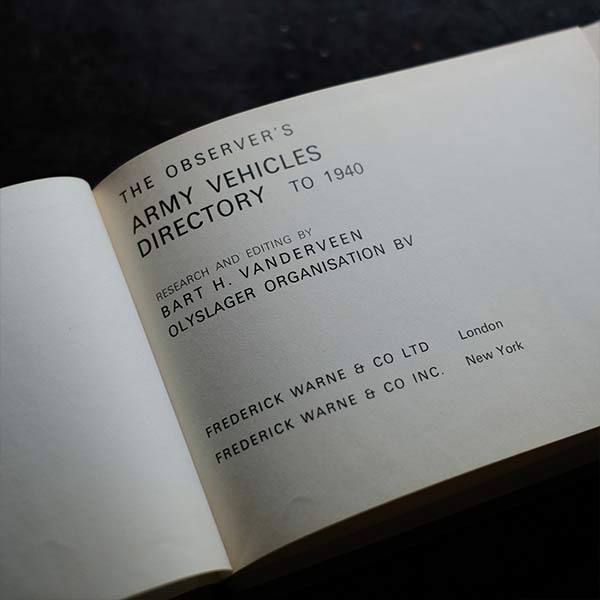 THE OBSERVER'S
ARMY VEHICLES
DIRECTORY TO 1940
RESEARCH AND EDITING BY
BART H. VANDERVEEN
OLYSLAGER ORGANISATION BV
FREDERICK WARNE & CO LTD London
FREDERICK WARNE & CO INC. New York